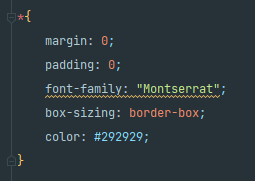 *{
margin: 0;
padding: 0;
font-family: "Montserrat";
box-sizing: border-box;
color: #292929;
}